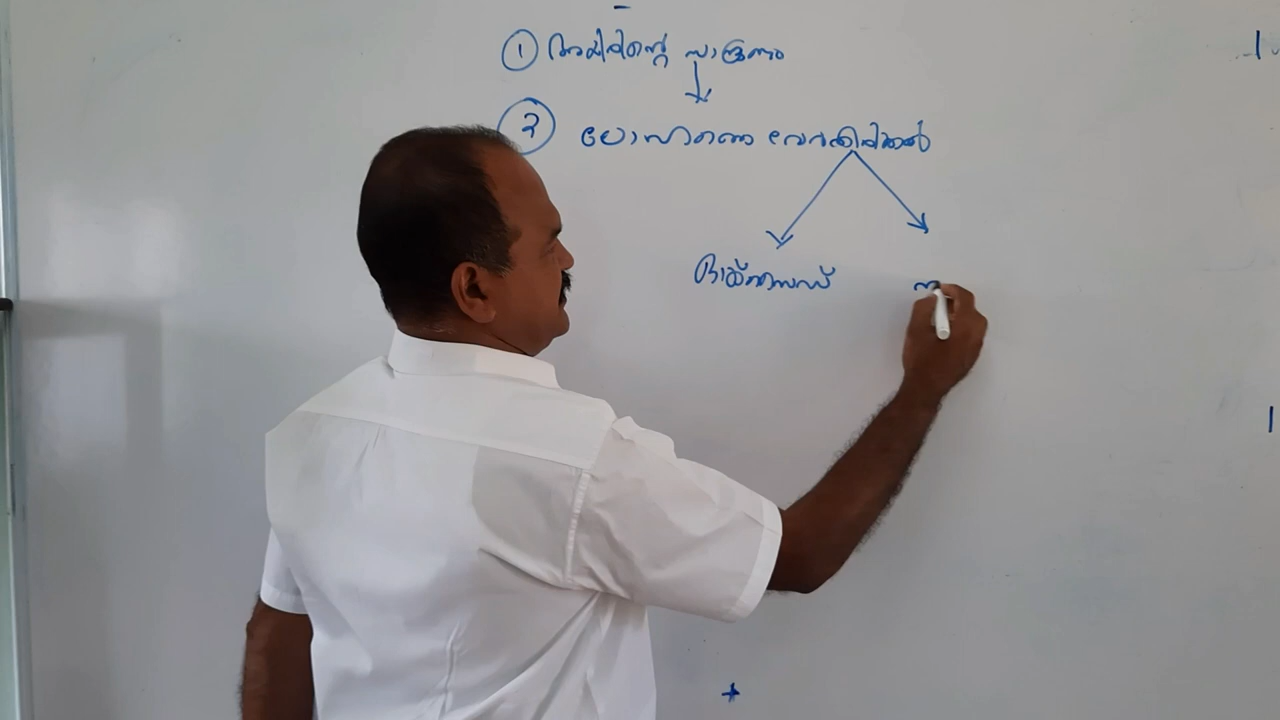 ① അയിരിന്റെ സാന്ദ്രണം
② ലോഹത്തെ വേർതിരിക്കൽ
ഓക്സൈഡ്